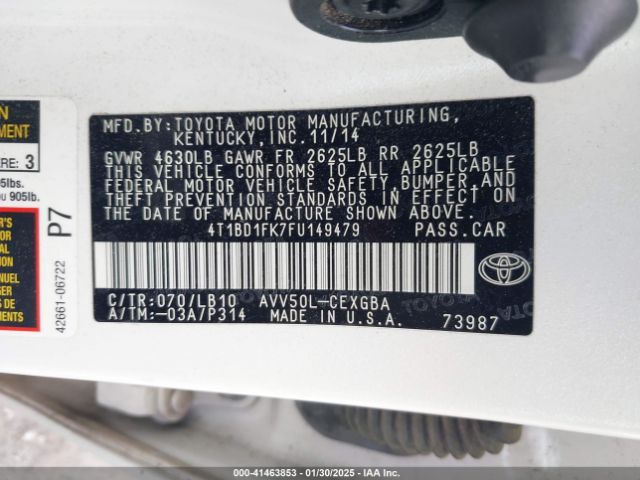 MFD.BY:TOYOTA MOTOR MANUFACTURING,
KENTUCKY,INC.11/14
GVWR 4630LB GAWR FR 2625LB RR 2625LB
THIS VEHICLE CONFORMS TO ALL APPLICABLE
FEDERAL MOTOR VEHICLE SAFETY,BUMPER,AND
THEFT PREVENTION STANDARDS IN EFFECT ON
THE DATE OF MANUFACTURE SHOWN ABOVE.
4T1BD1FK7FU149479 PASS.CAR
C/TR:070/LB10 AVV50L-CEXGBA
A/TM:-03A/P314 MADE IN U.S.A. 73987
TOYOTA
3
905lb.
P7
42661-06722
000-41463853 / 01/30/2025 / IAA Inc.